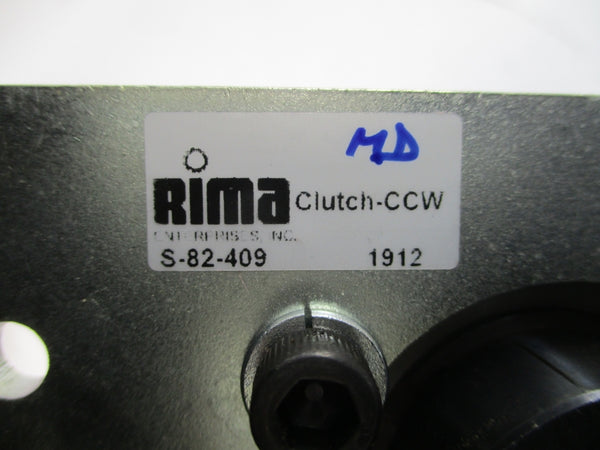 MD
RIMA Clutch-CCW
ENTERPRISES, INC.
S-82-409 1912